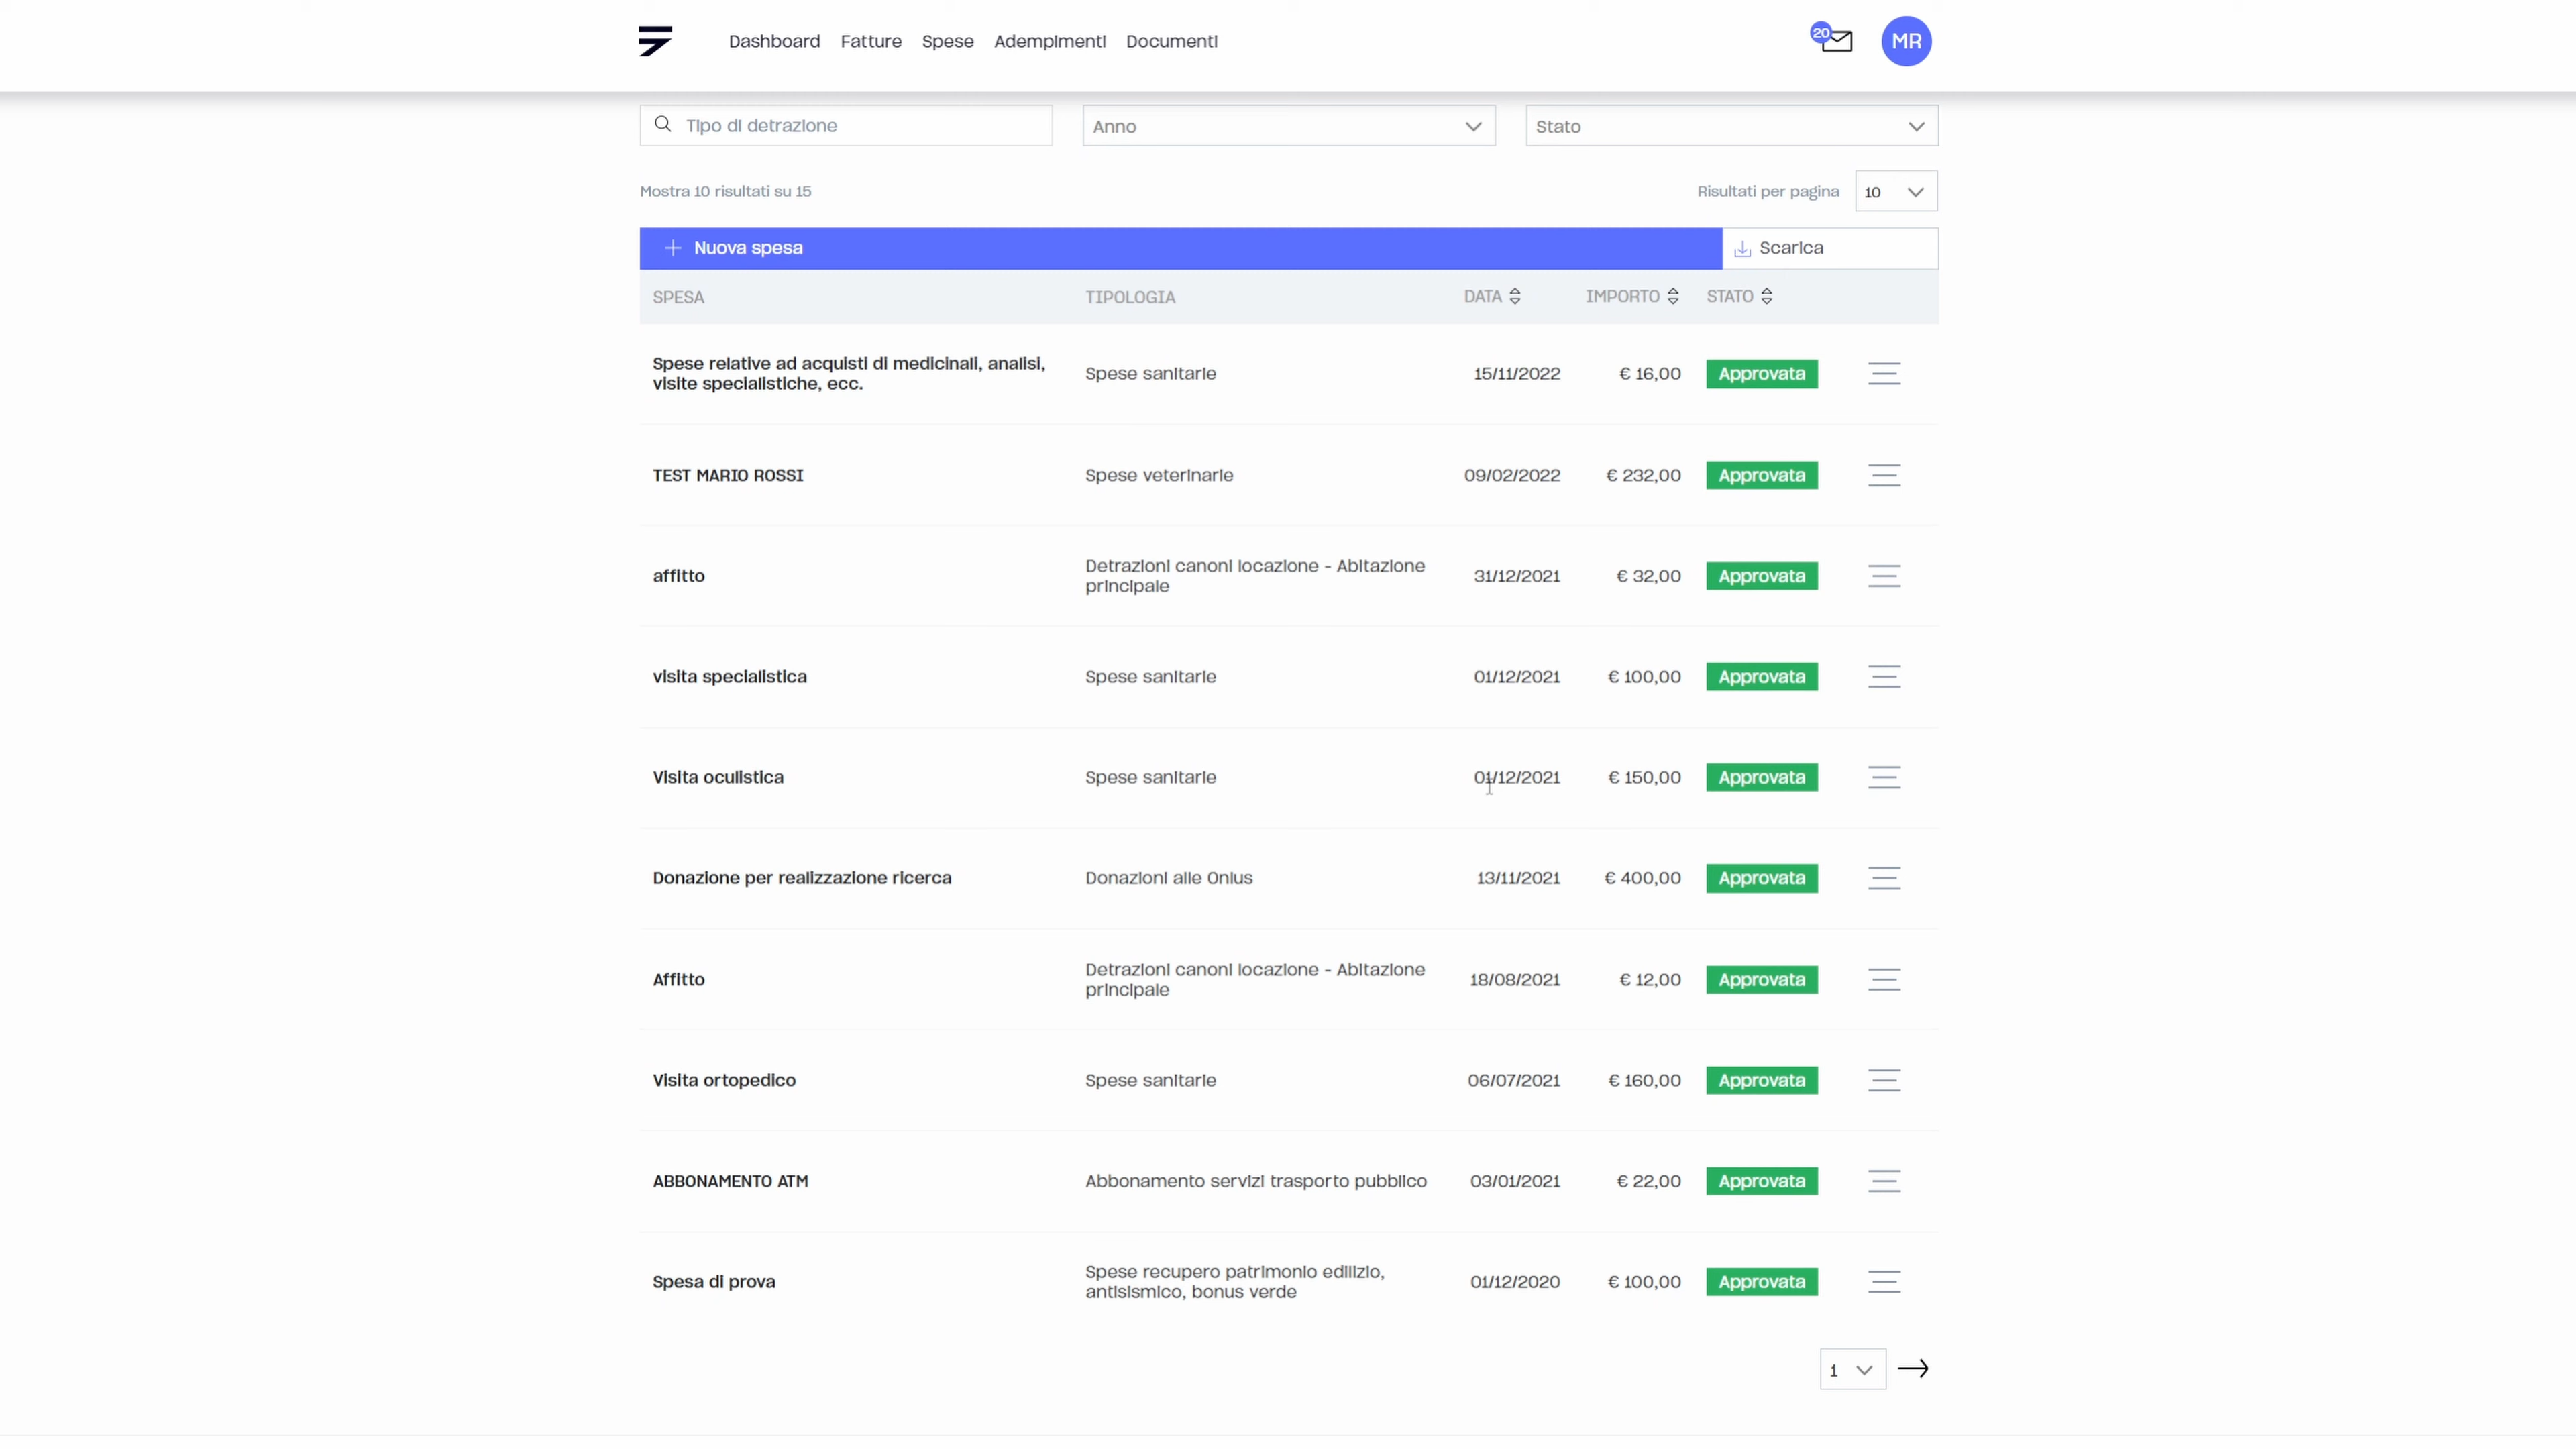 Dashboard Fatture Spese Adempimenti Documenti 20 MR
Tipo di detrazione Anno Stato
Mostra 10 risultati su 15 Risultati per pagina 10
Nuova spesa Scarica
SPESA TIPOLOGIA DATA IMPORTO STATO
Spese relative ad acquisti di medicinali, analisi,
visite specialistiche, ecc.
Spese sanitarie 15/11/2022 € 16,00 Approvata
TEST MARIO ROSSI Spese veterinarie 09/02/2022 € 232,00 Approvata
affitto
Detrazioni canoni locazione - Abitazione
principale
31/12/2021 € 32,00 Approvata
visita specialistica Spese sanitarie 01/12/2021 € 100,00 Approvata
Visita oculistica Spese sanitarie 01/12/2021 € 150,00 Approvata
Donazione per realizzazione ricerca Donazioni alle Onlus 13/11/2021 € 400,00 Approvata
Affitto
Detrazioni canoni locazione - Abitazione
principale
18/08/2021 € 12,00 Approvata
Visita ortopedico Spese sanitarie 06/07/2021 € 160,00 Approvata
ABBONAMENTO ATM Abbonamento servizi trasporto pubblico 03/01/2021 € 22,00 Approvata
Spesa di prova
Spese recupero patrimonio edilizio,
antisismico, bonus verde
01/12/2020 € 100,00 Approvata
1